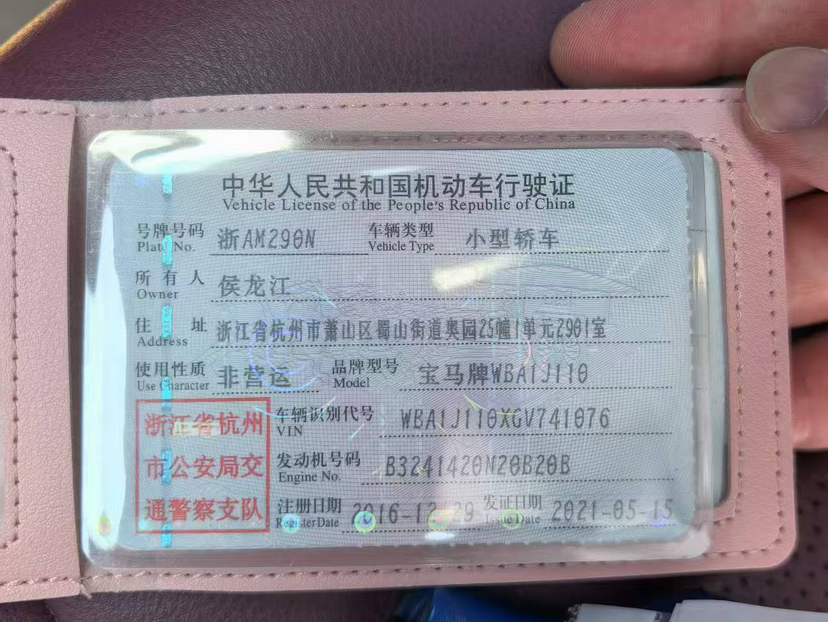 中华人民共和国机动车行驶证
Vehicle License of the People's Republic of China
号牌号码 浙AM290N 车辆类型 小型轿车
Plate No. Vehicle Type
所有人 侯龙江
Owner
住址 浙江省杭州市萧山区蜀山街道奥园25幢1单元2901室
Address
使用性质 非营运 品牌型号 宝马牌WBA1J110
Use Character Model
浙江省杭州 车辆识别代号 WBA1J110XGV741076
VIN
市公安局交 发动机号码 B3241420N20B20B
Engine No.
通警察支队 注册日期 2016-12-29 发证日期 2021-05-15
Register Date Issue Date